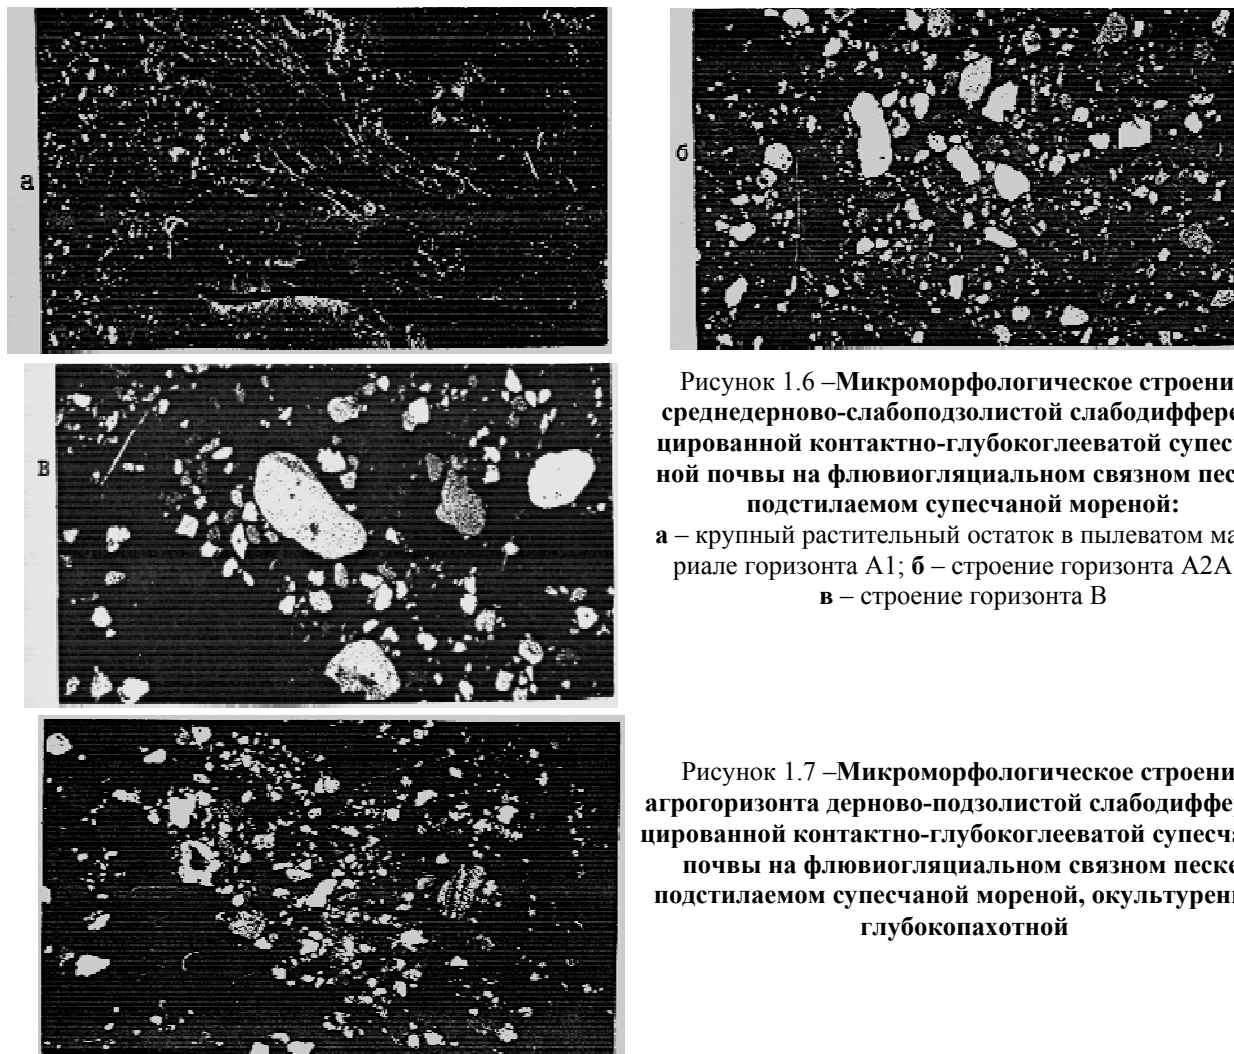 а
б
в
Рисунок 1.6 –Микроморфологическое строени
среднедерново-слабоподзолистой слабодиффере
цированной контактно-глубокоглееватой супесч
ной почвы на флювиогляциальном связном пес
подстилаемом супесчаной мореной:
а – крупный растительный остаток в пылеватом ма
риале горизонта А1; б – строение горизонта А2А
в – строение горизонта В
Рисунок 1.7 –Микроморфологическое строени
агрогоризонта дерново-подзолистой слабодиффер
цированной контактно-глубокоглееватой супесча
почвы на флювиогляциальном связном песке
подстилаемом супесчаной мореной, окультурен
глубокопахотной